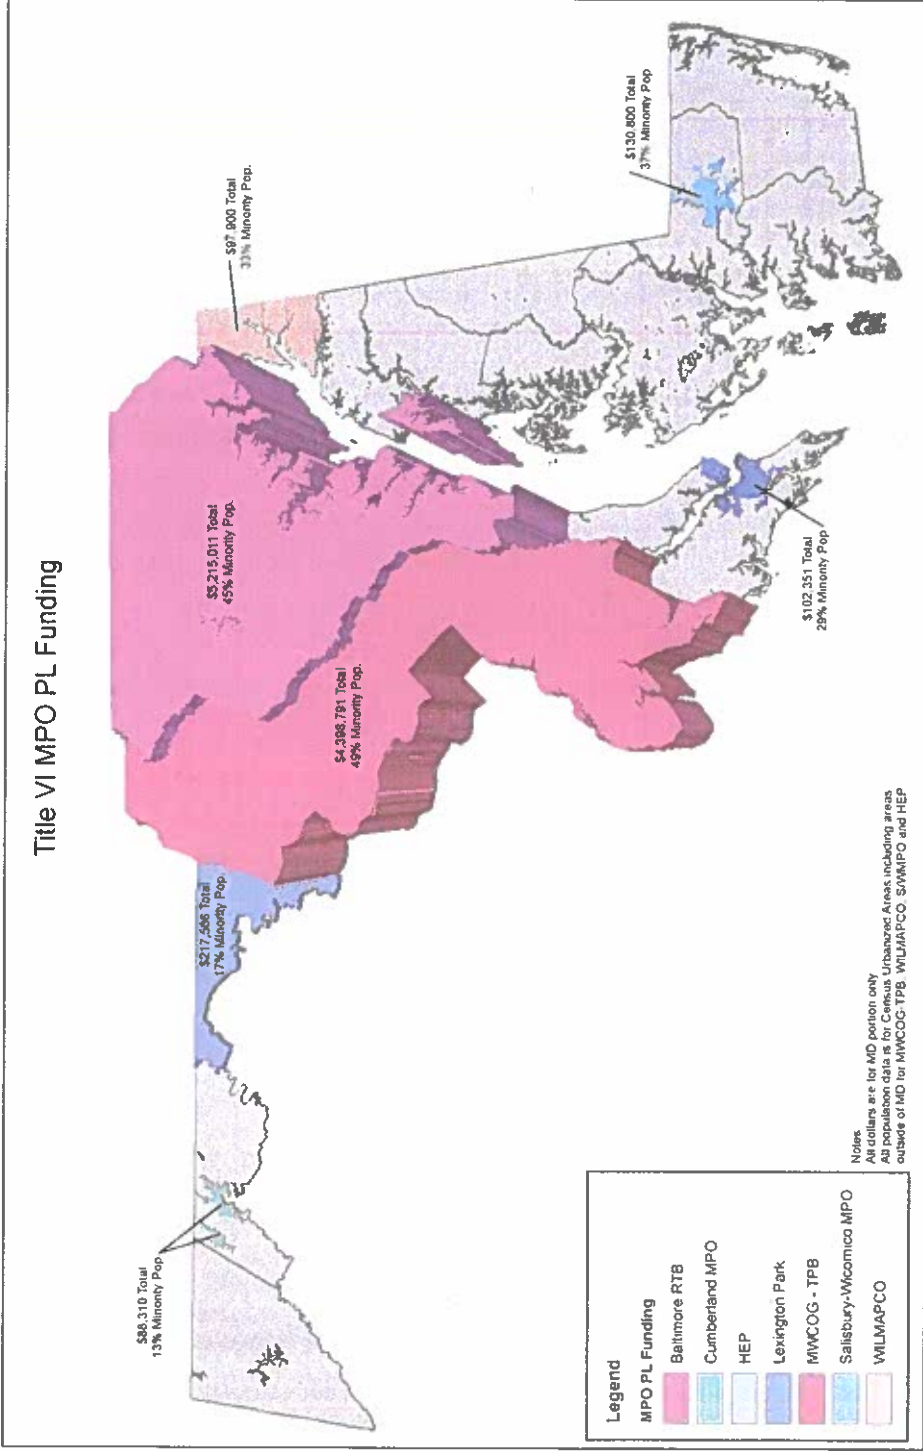 Title VI MPO PL Funding
$88,310 Total
13% Minority Pop
$217,566 Total
17% Minority Pop.
$4,398,791 Total
49% Minority Pop.
$5,215,011 Total
45% Minority Pop.
$97,900 Total
33% Minority Pop.
$130,800 Total
37% Minority Pop
$102,351 Total
29% Minority Pop
Legend
MPO PL Funding
Baltimore RTB
Cumberland MPO
HEP
Lexington Park
MWCOG - TPB
Salisbury-Wicomico MPO
WILMAPCO
Notes
All dollars are for MD portion only
All population data is for Census Urbanized Areas including areas
outside of MD for MWCOG-TPB, WILMAPCO, S/WMPO and HEP